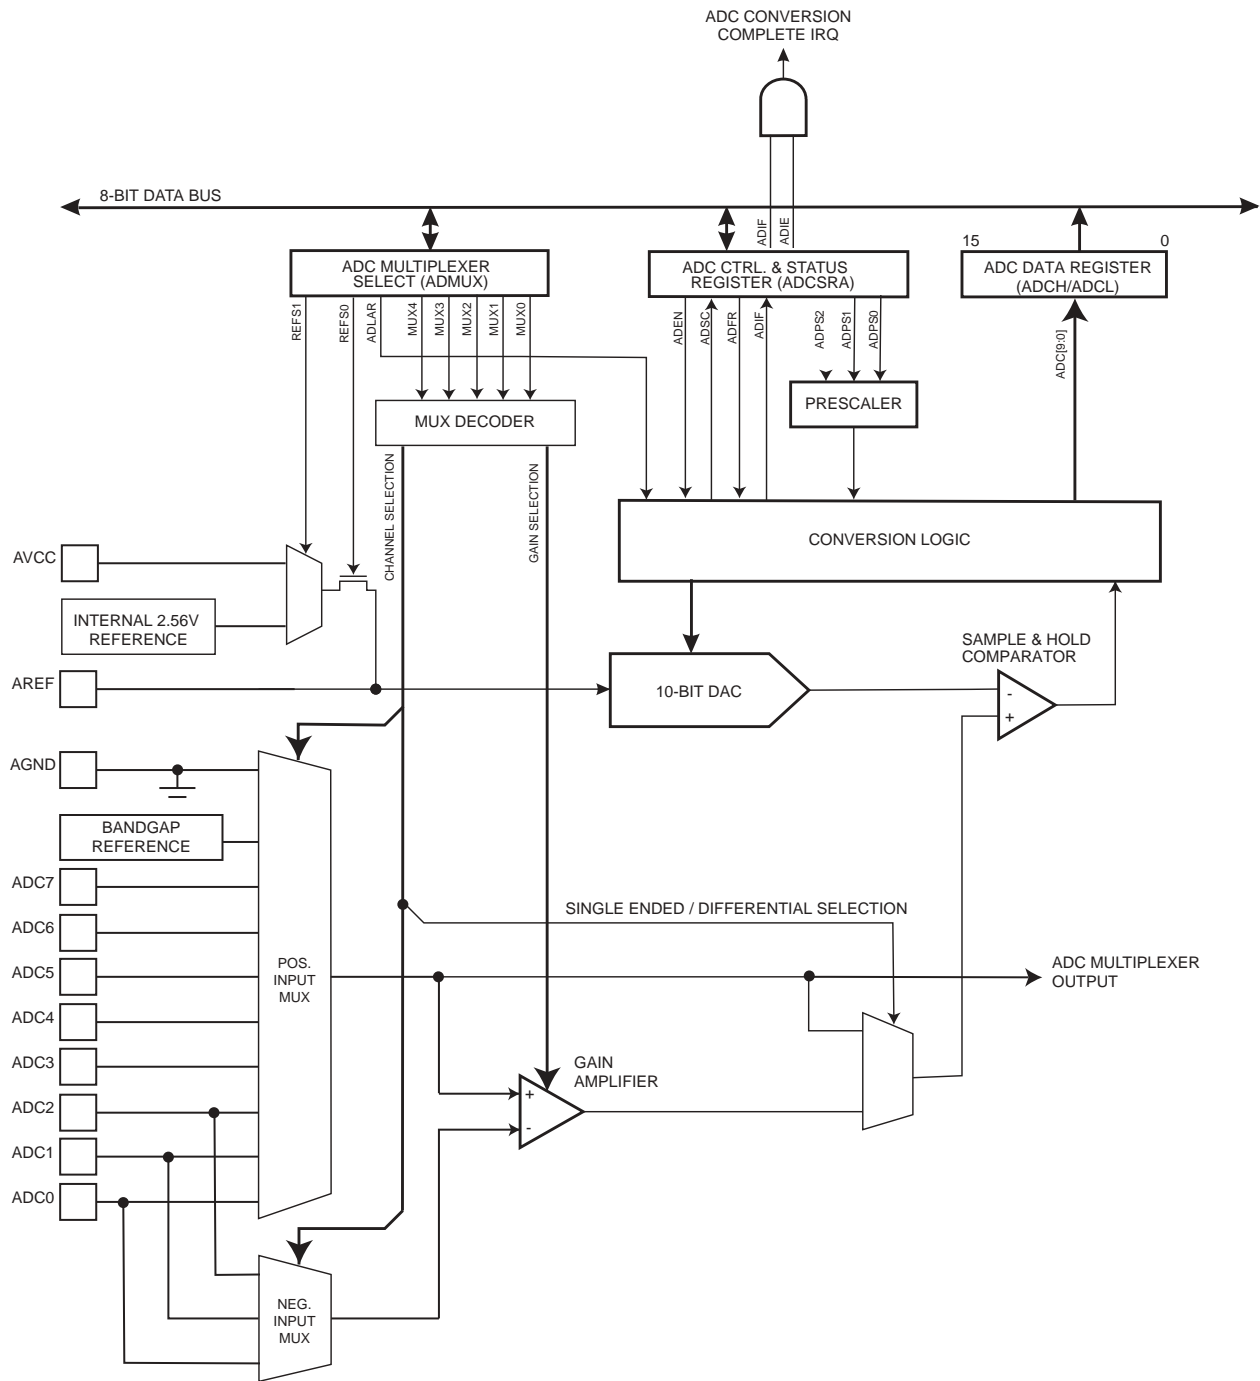 ADC CONVERSION
COMPLETE IRQ
8-BIT DATA BUS
ADIF
ADIE
15
0
ADC MULTIPLEXER
SELECT (ADMUX)
ADC CTRL. & STATUS
REGISTER (ADCSRA)
ADC DATA REGISTER
(ADCH/ADCL)
REFS1
REFS0
ADLAR
MUX4
MUX3
MUX2
MUX1
MUX0
ADEN
ADSC
ADFR
ADIF
ADPS2
ADPS1
ADPS0
ADC[9:0]
MUX DECODER
PRESCALER
CHANNEL SELECTION
GAIN SELECTION
CONVERSION LOGIC
AVCC
INTERNAL 2.56V
REFERENCE
SAMPLE & HOLD
COMPARATOR
AREF
10-BIT DAC
-
+
AGND
BANDGAP
REFERENCE
ADC7
SINGLE ENDED / DIFFERENTIAL SELECTION
ADC6
ADC5
POS.
INPUT
MUX
ADC MULTIPLEXER
OUTPUT
ADC4
ADC3
GAIN
AMPLIFIER
+
-
ADC2
ADC1
ADC0
NEG.
INPUT
MUX